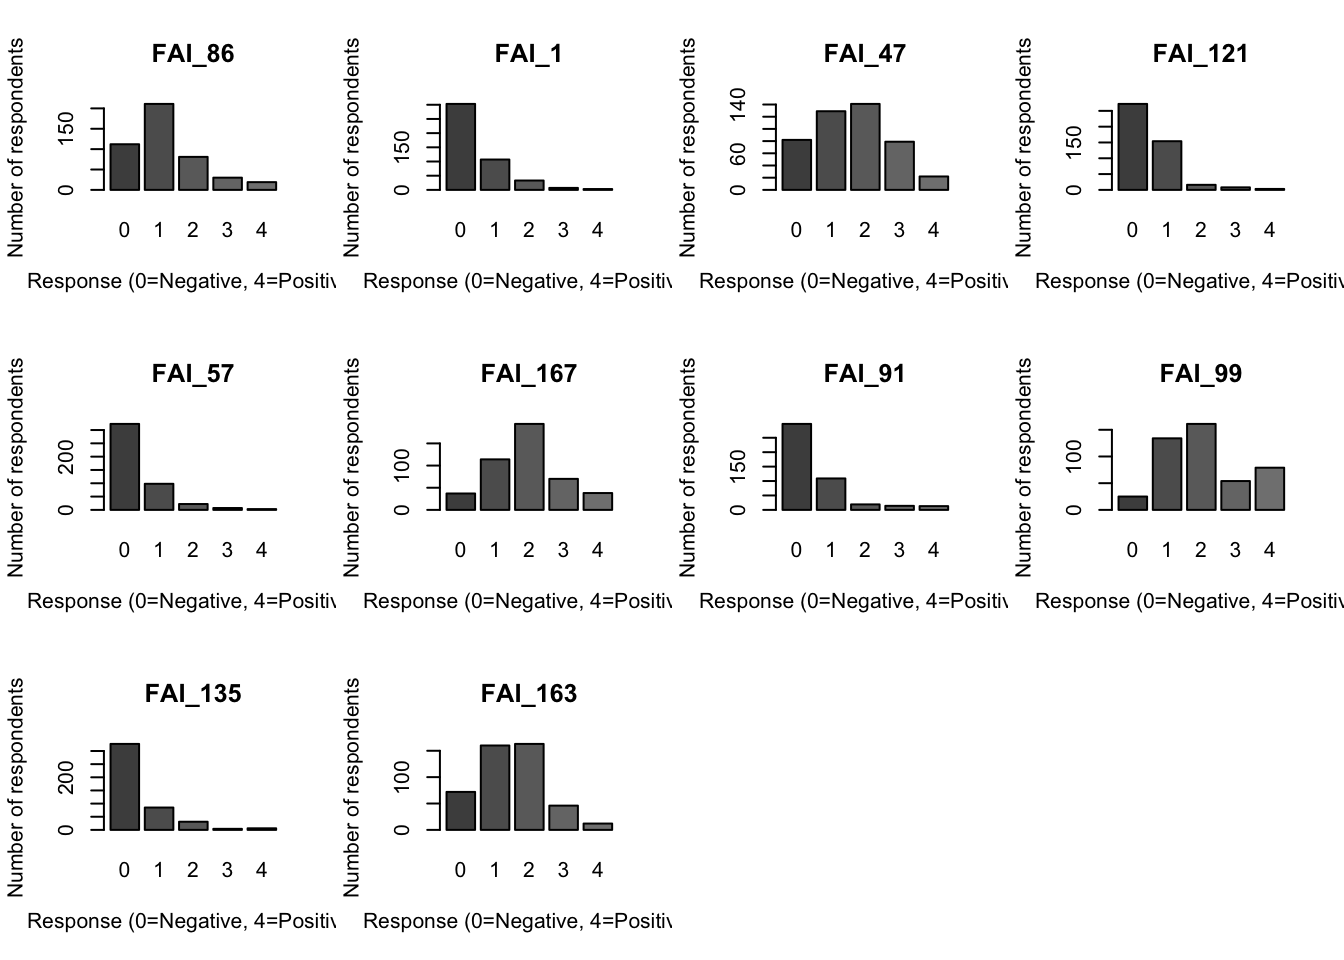 FAI_86
Number of respondents
150
0
0 1 2 3 4
Response (0=Negative, 4=Positiv
FAI_1
Number of respondents
150
0
0 1 2 3 4
Response (0=Negative, 4=Positiv
FAI_47
Number of respondents
140
60
0
0 1 2 3 4
Response (0=Negative, 4=Positiv
FAI_121
Number of respondents
150
0
0 1 2 3 4
Response (0=Negative, 4=Positiv
FAI_57
Number of respondents
200
0
0 1 2 3 4
Response (0=Negative, 4=Positiv
FAI_167
Number of respondents
100
0
0 1 2 3 4
Response (0=Negative, 4=Positiv
FAI_91
Number of respondents
150
0
0 1 2 3 4
Response (0=Negative, 4=Positiv
FAI_99
Number of respondents
100
0
0 1 2 3 4
Response (0=Negative, 4=Positiv
FAI_135
Number of respondents
200
0
0 1 2 3 4
Response (0=Negative, 4=Positiv
FAI_163
Number of respondents
100
0
0 1 2 3 4
Response (0=Negative, 4=Positiv